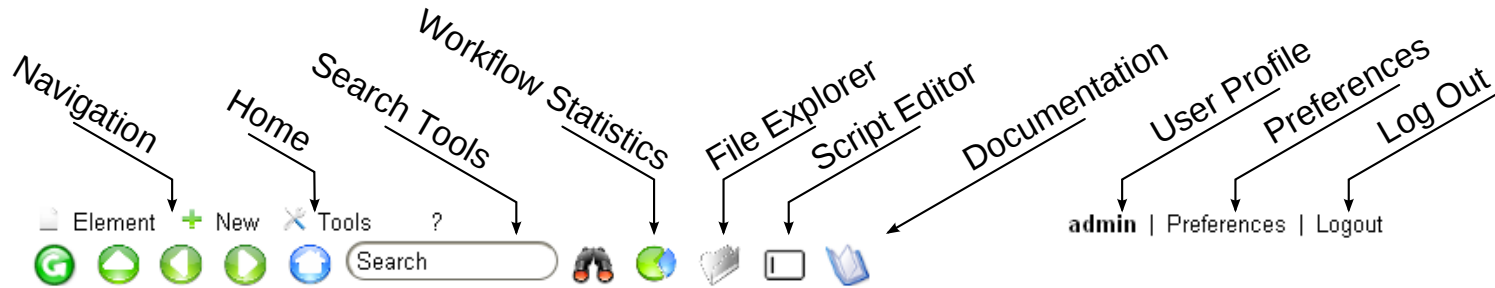 Navigation
Home
Search Tools
Workflow Statistics
File Explorer
Script Editor
Documentation
User Profile
Preferences
Log Out
Element New Tools ?
admin | Preferences | Logout
G
Search